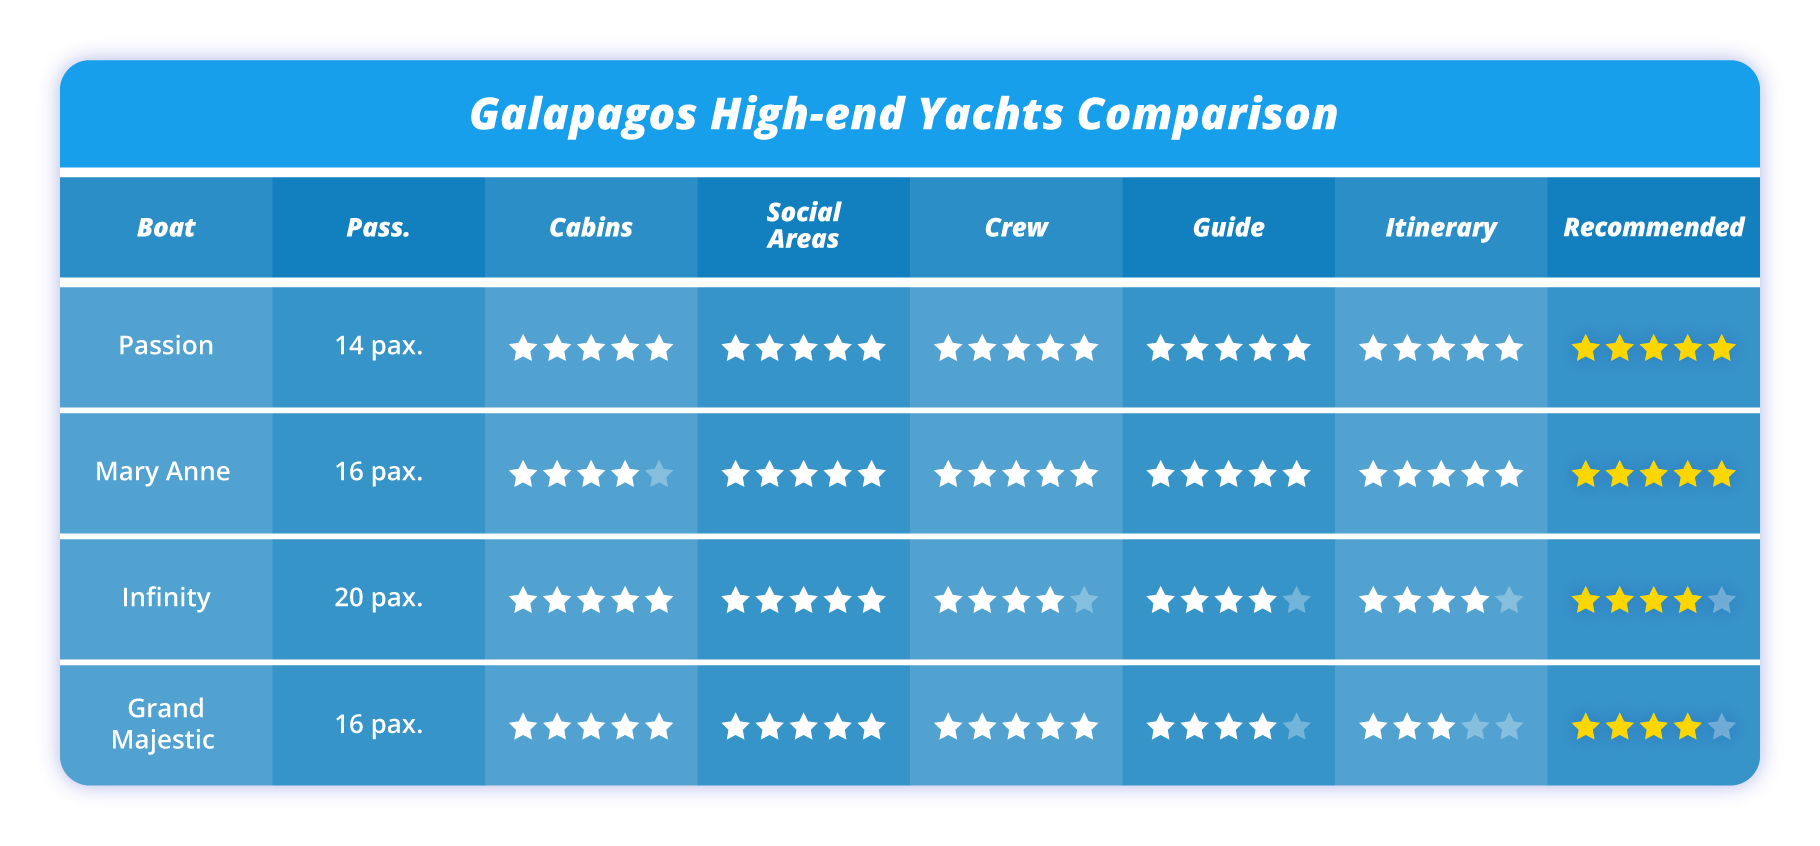 Galapagos High-end Yachts Comparison
Boat
Pass.
Cabins
Social
Areas
Crew
Guide
Itinerary
Recommended
Passion
14 pax.
Mary Anne
16 pax.
Infinity
20 pax.
Grand
Majestic
16 pax.